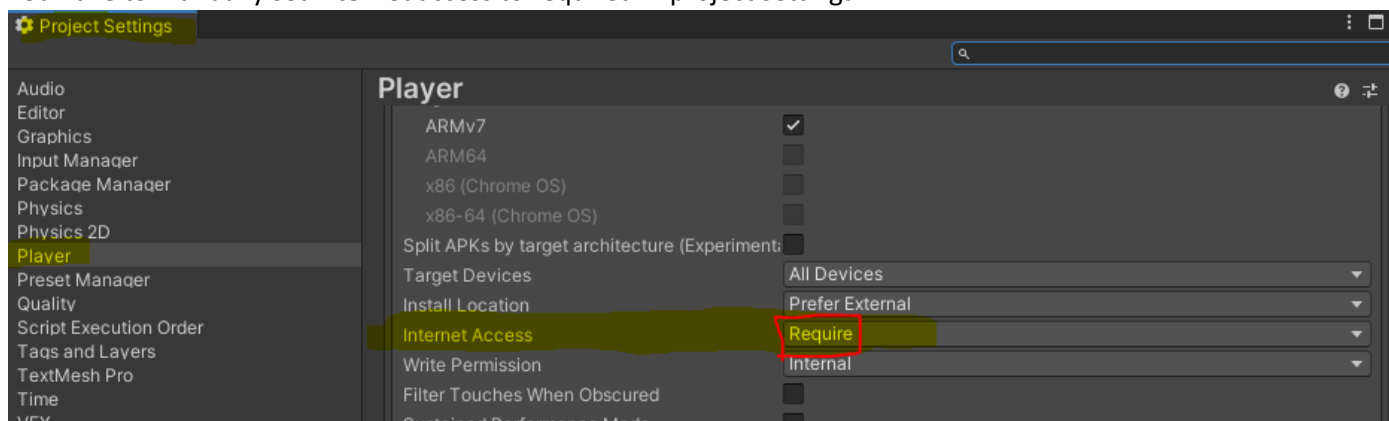 Project Settings
Audio
Editor
Graphics
Input Manager
Package Manager
Physics
Physics 2D
Player
Preset Manager
Quality
Script Execution Order
Tags and Layers
TextMesh Pro
Time
VFX
Player
ARMv7
ARM64
x86 (Chrome OS)
x86-64 (Chrome OS)
Split APKs by target architecture (Experimenta
Target Devices All Devices
Install Location Prefer External
Internet Access Require
Write Permission Internal
Filter Touches When Obscured